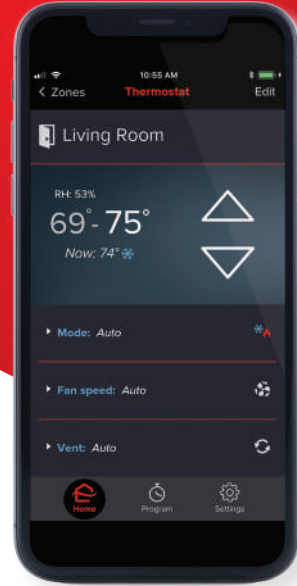 10:55 AM
< Zones Thermostat Edit
Living Room
RH: 53%
69°- 75°
Now: 74°
Mode: Auto
Fan speed: Auto
Vent: Auto
Home Program Settings